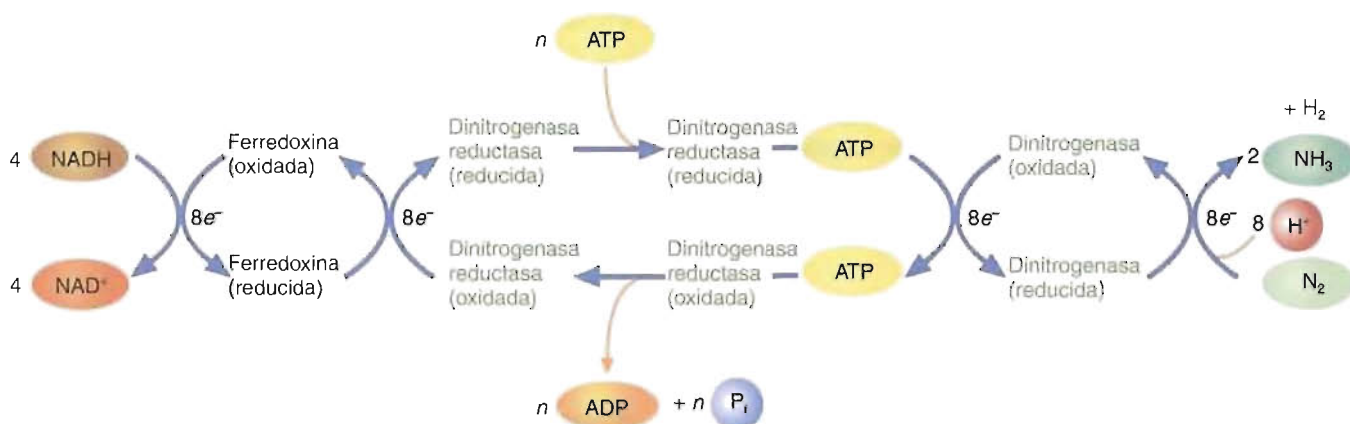 n ATP
4 NADH
Ferredoxina
(oxidada)
8e⁻
4 NAD⁺
Ferredoxina
(reducida)
8e⁻
Dinitrogenasa
reductasa
(reducida)
Dinitrogenasa
reductasa
(reducida)
ATP
Dinitrogenasa
reductasa
(oxidada)
Dinitrogenasa
reductasa
(oxidada)
ATP
n ADP + n Pᵢ
8e⁻
Dinitrogenasa
(oxidada)
Dinitrogenasa
(reducida)
8e⁻
+ H₂
2 NH₃
8 H⁺
N₂